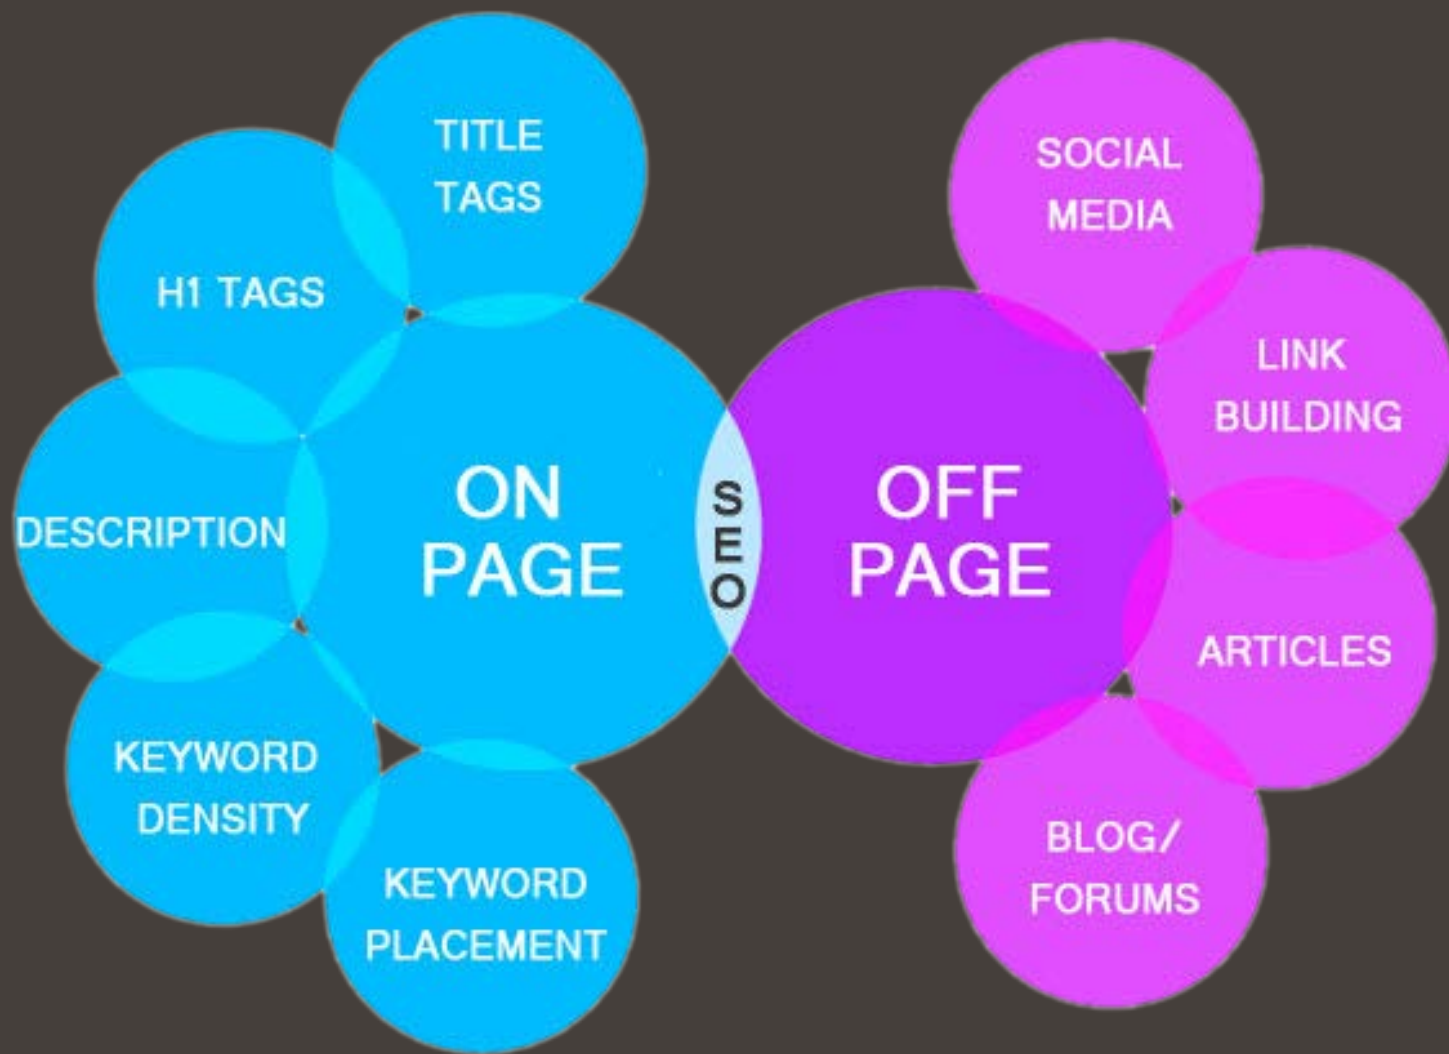 TITLE
TAGS
H1 TAGS
DESCRIPTION
KEYWORD
DENSITY
KEYWORD
PLACEMENT
ON
PAGE
S
E
O
OFF
PAGE
SOCIAL
MEDIA
LINK
BUILDING
ARTICLES
BLOG/
FORUMS